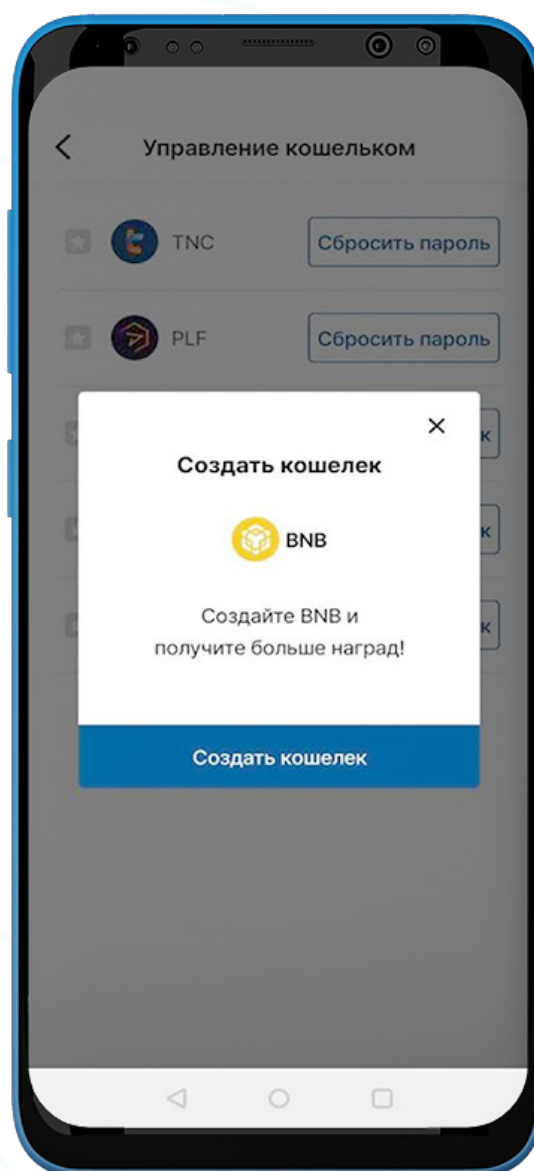 Управление кошельком
TNC
Сбросить пароль
PLF
Сбросить пароль
к
Создать кошелек
к
BNB
Создайте BNB и
получите больше наград!
к
Создать кошелек